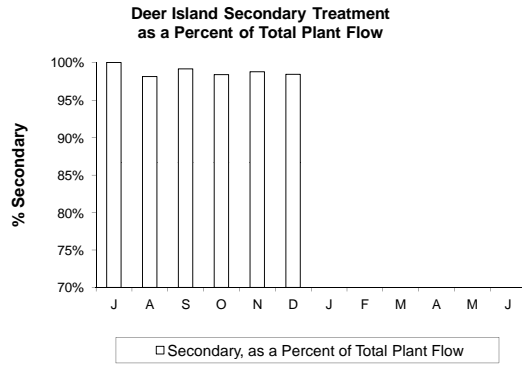 Deer Island Secondary Treatment
as a Percent of Total Plant Flow
% Secondary
100%
95%
90%
85%
80%
75%
70%
J A S O N D J F M A M J
Secondary, as a Percent of Total Plant Flow